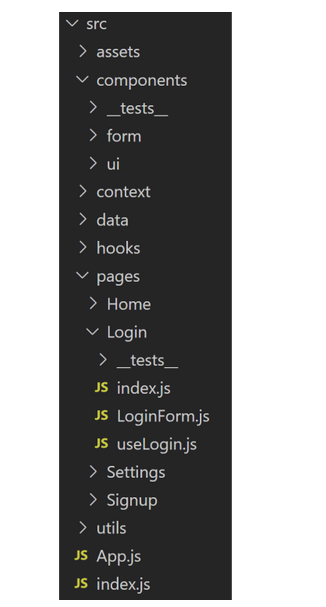 src
assets
components
__tests__
form
ui
context
data
hooks
pages
Home
Login
__tests__
JS index.js
JS LoginForm.js
JS useLogin.js
Settings
Signup
utils
JS App.js
JS index.js